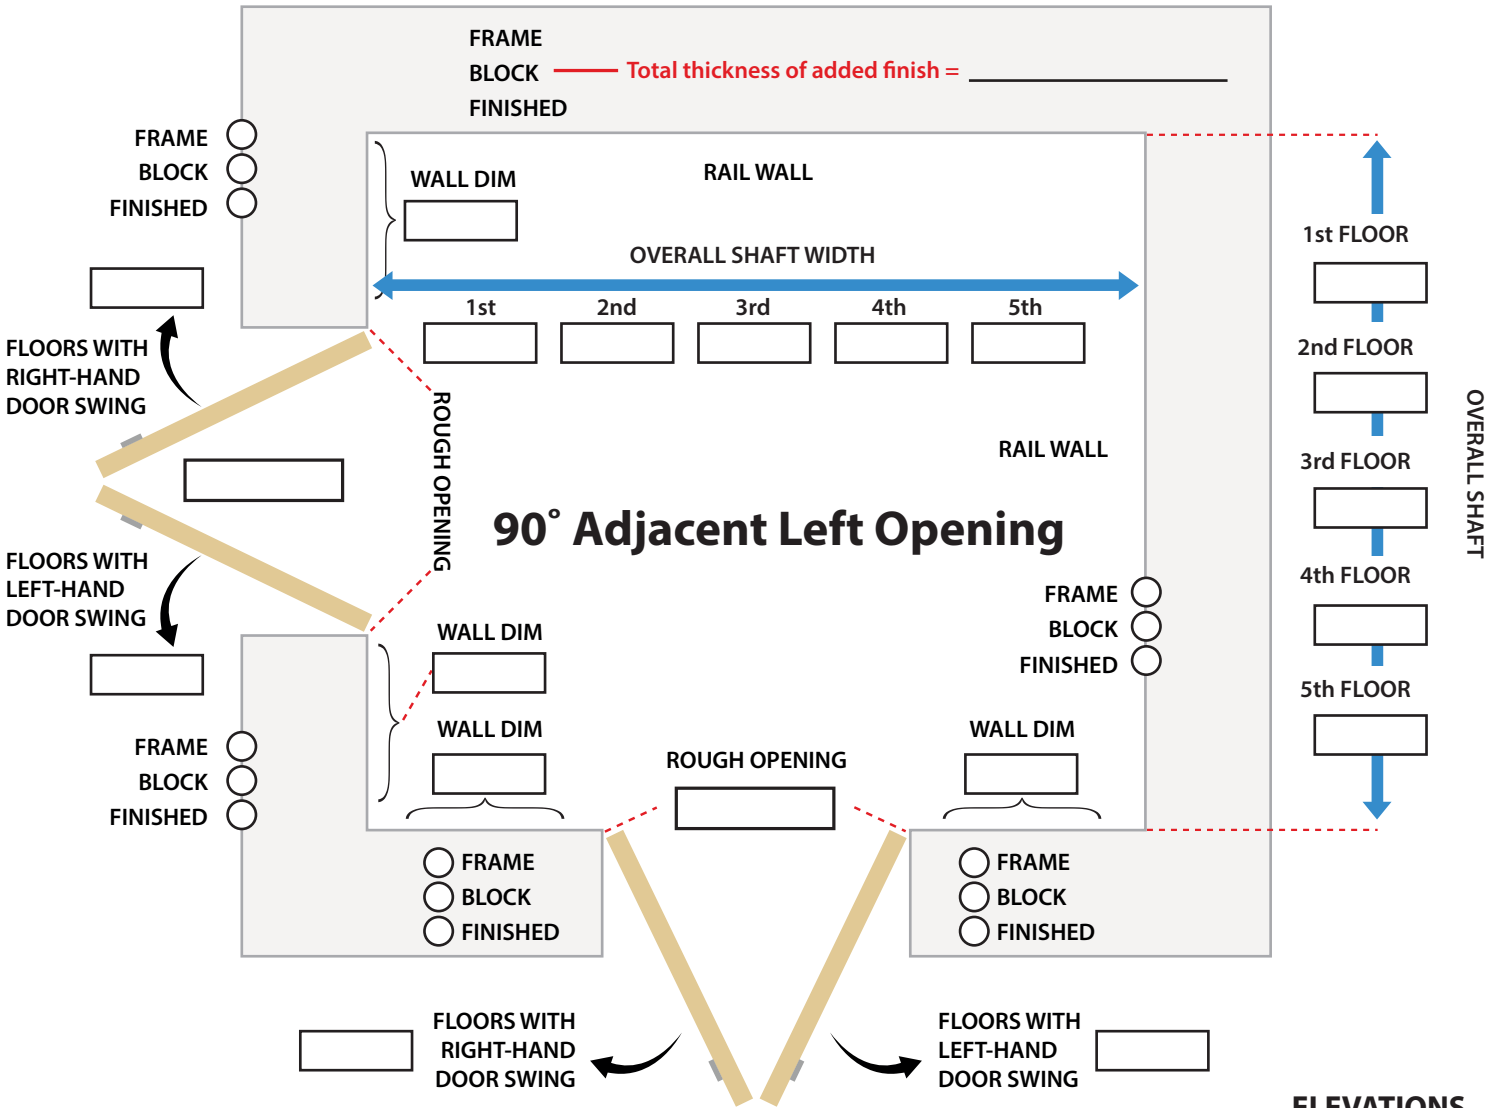 FRAME
BLOCK
Total thickness of added finish =
FINISHED
FRAME
BLOCK
FINISHED
WALL DIM
RAIL WALL
OVERALL SHAFT WIDTH
1st
2nd
3rd
4th
5th
FLOORS WITH
RIGHT-HAND
DOOR SWING
ROUGH OPENING
RAIL WALL
90˚ Adjacent Left Opening
FLOORS WITH
LEFT-HAND
DOOR SWING
FRAME
BLOCK
FINISHED
WALL DIM
WALL DIM
ROUGH OPENING
WALL DIM
FRAME
BLOCK
FINISHED
FRAME
BLOCK
FINISHED
FRAME
BLOCK
FINISHED
FLOORS WITH
RIGHT-HAND
DOOR SWING
FLOORS WITH
LEFT-HAND
DOOR SWING
1st FLOOR
2nd FLOOR
3rd FLOOR
4th FLOOR
5th FLOOR
OVERALL SHAFT
ELEVATIONS